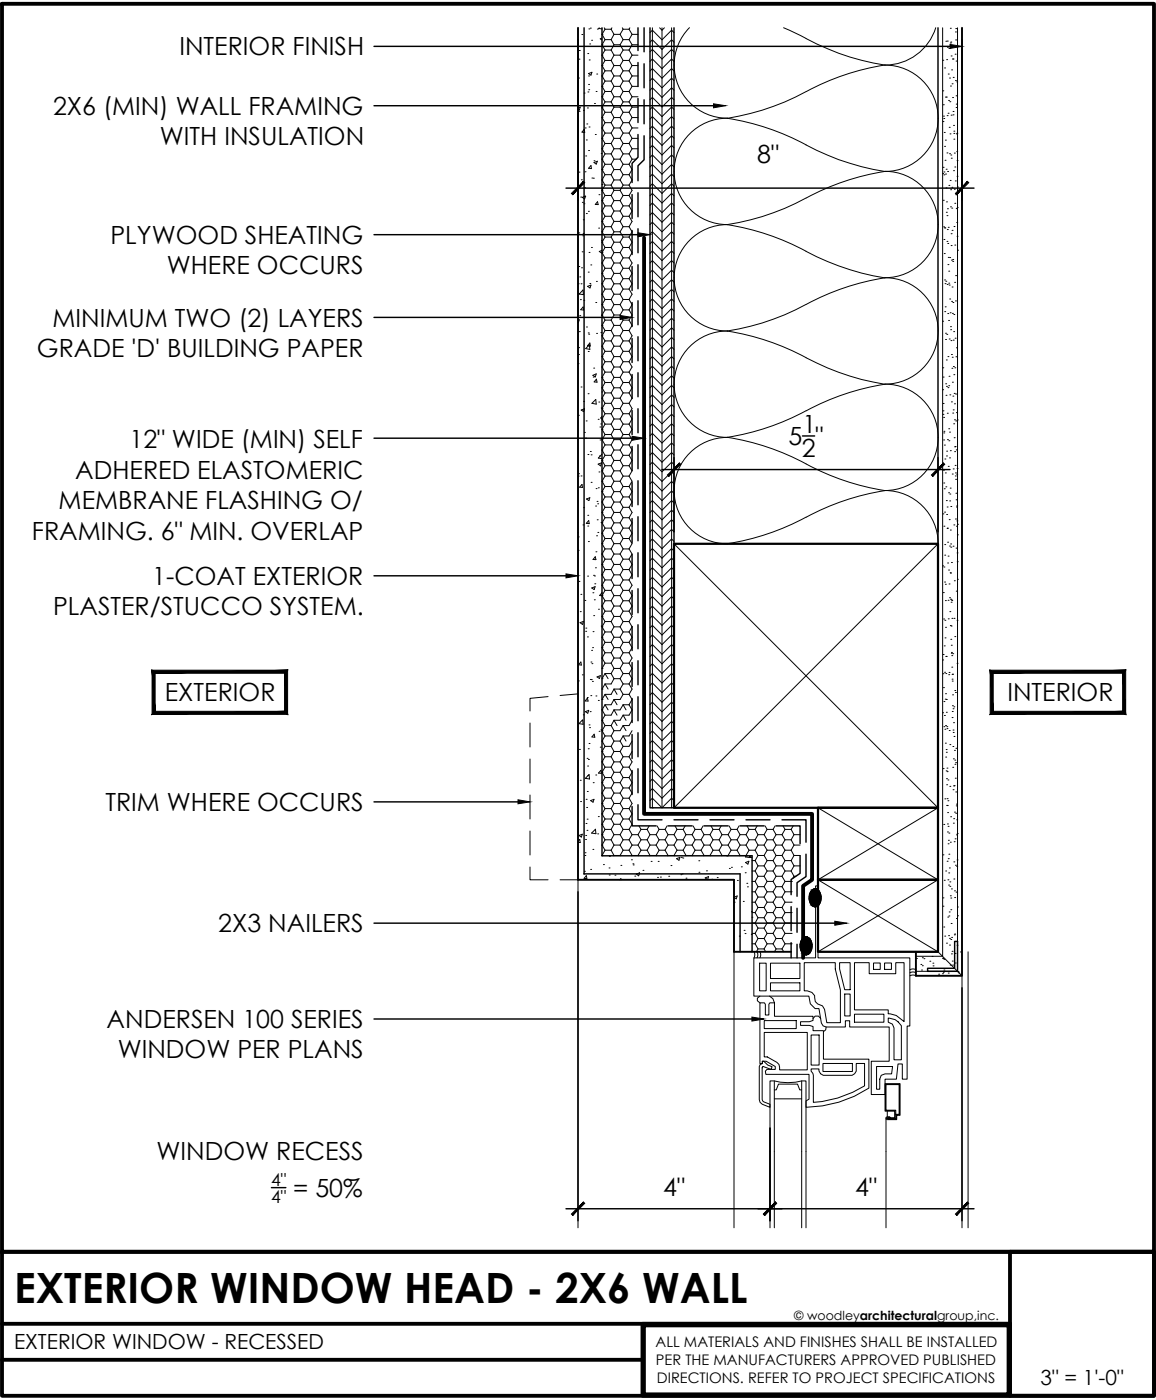 INTERIOR FINISH
2X6 (MIN) WALL FRAMING
WITH INSULATION
8"
PLYWOOD SHEATING
WHERE OCCURS
MINIMUM TWO (2) LAYERS
GRADE 'D' BUILDING PAPER
12" WIDE (MIN) SELF
ADHERED ELASTOMERIC
MEMBRANE FLASHING O/
FRAMING. 6" MIN. OVERLAP
5 1/2"
1-COAT EXTERIOR
PLASTER/STUCCO SYSTEM.
EXTERIOR
INTERIOR
TRIM WHERE OCCURS
2X3 NAILERS
ANDERSEN 100 SERIES
WINDOW PER PLANS
WINDOW RECESS
4"/4" = 50%
4"
4"
EXTERIOR WINDOW HEAD - 2X6 WALL
© woodleyarchitecturalgroup,inc.
EXTERIOR WINDOW - RECESSED
ALL MATERIALS AND FINISHES SHALL BE INSTALLED
PER THE MANUFACTURERS APPROVED PUBLISHED
DIRECTIONS. REFER TO PROJECT SPECIFICATIONS
3" = 1'-0"